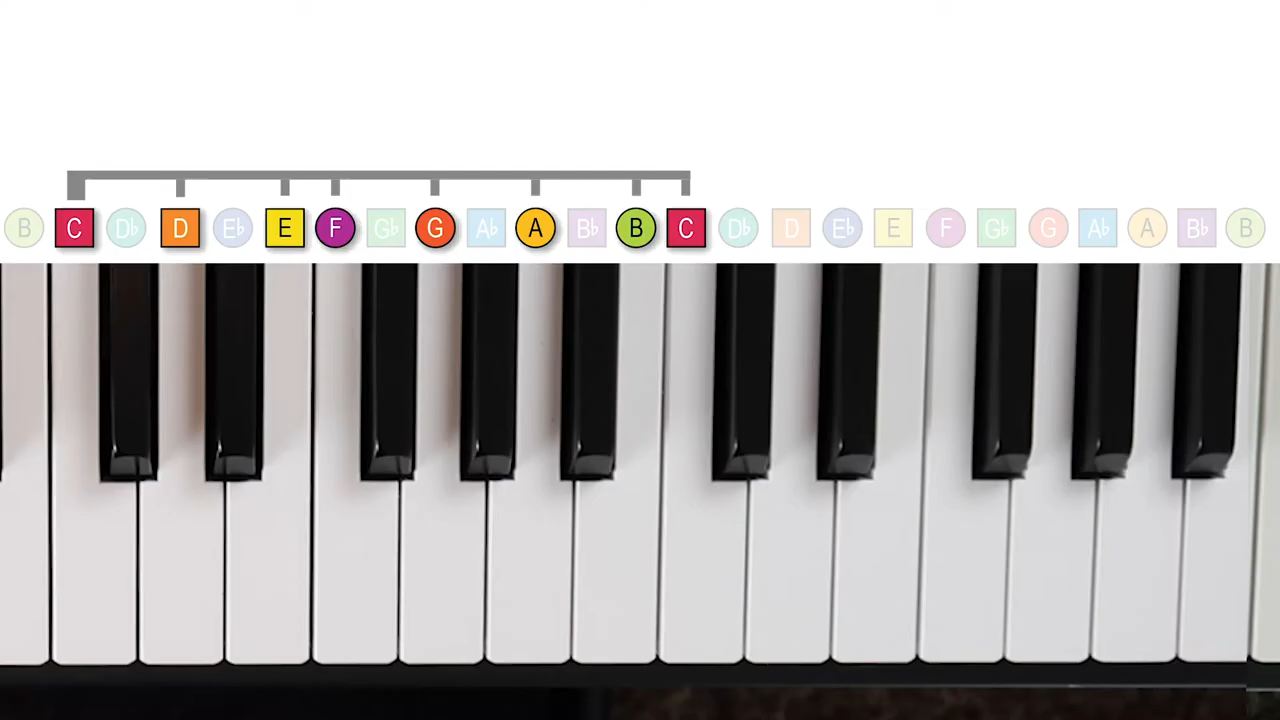 B C D♭ D E♭ E F G♭ G A♭ A B♭ B C D♭ D E♭ E F G♭ G A♭ A B♭ B